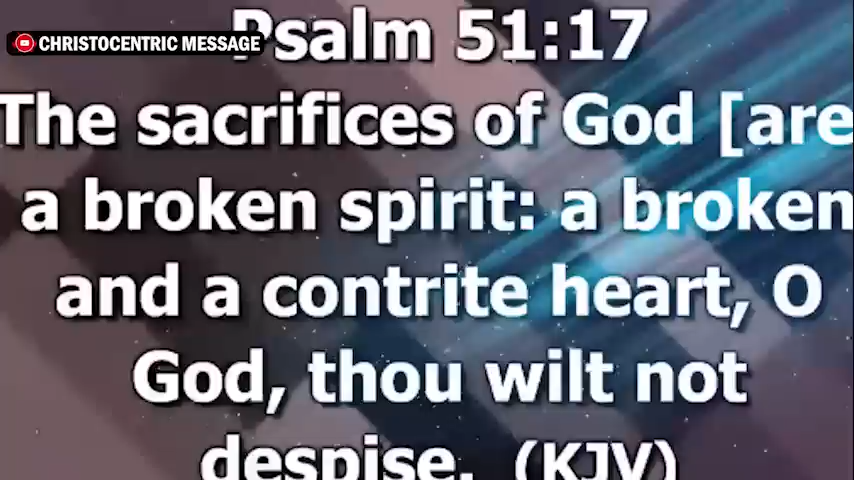 Psalm 51:17
CHRISTOCENTRIC MESSAGE
The sacrifices of God [are
a broken spirit: a broken
and a contrite heart, O
God, thou wilt not
despise. (KJV)